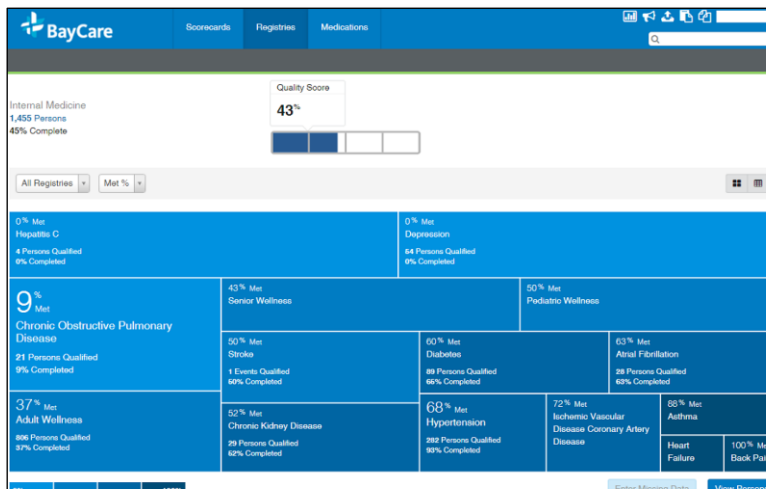 BayCare
Scorecards
Registries
Medications
Quality Score
43%
Internal Medicine
1,455 Persons
45% Complete
All Registries
Met %
0% Met
Hepatitis C
4 Persons Qualified
0% Completed
0% Met
Depression
64 Persons Qualified
0% Completed
9% Met
Chronic Obstructive Pulmonary
Disease
21 Persons Qualified
9% Completed
43% Met
Senior Wellness
50% Met
Pediatric Wellness
50% Met
Stroke
1 Events Qualified
60% Completed
60% Met
Diabetes
89 Persons Qualified
66% Completed
63% Met
Atrial Fibrillation
28 Persons Qualified
63% Completed
37% Met
Adult Wellness
806 Persons Qualified
37% Completed
52% Met
Chronic Kidney Disease
29 Persons Qualified
62% Completed
68% Met
Hypertension
282 Persons Qualified
93% Completed
72% Met
Ischemic Vascular
Disease Coronary Artery
Disease
88% Met
Asthma
Heart
Failure
100% Me
Back Pai
Enter Missing Data
View Persons